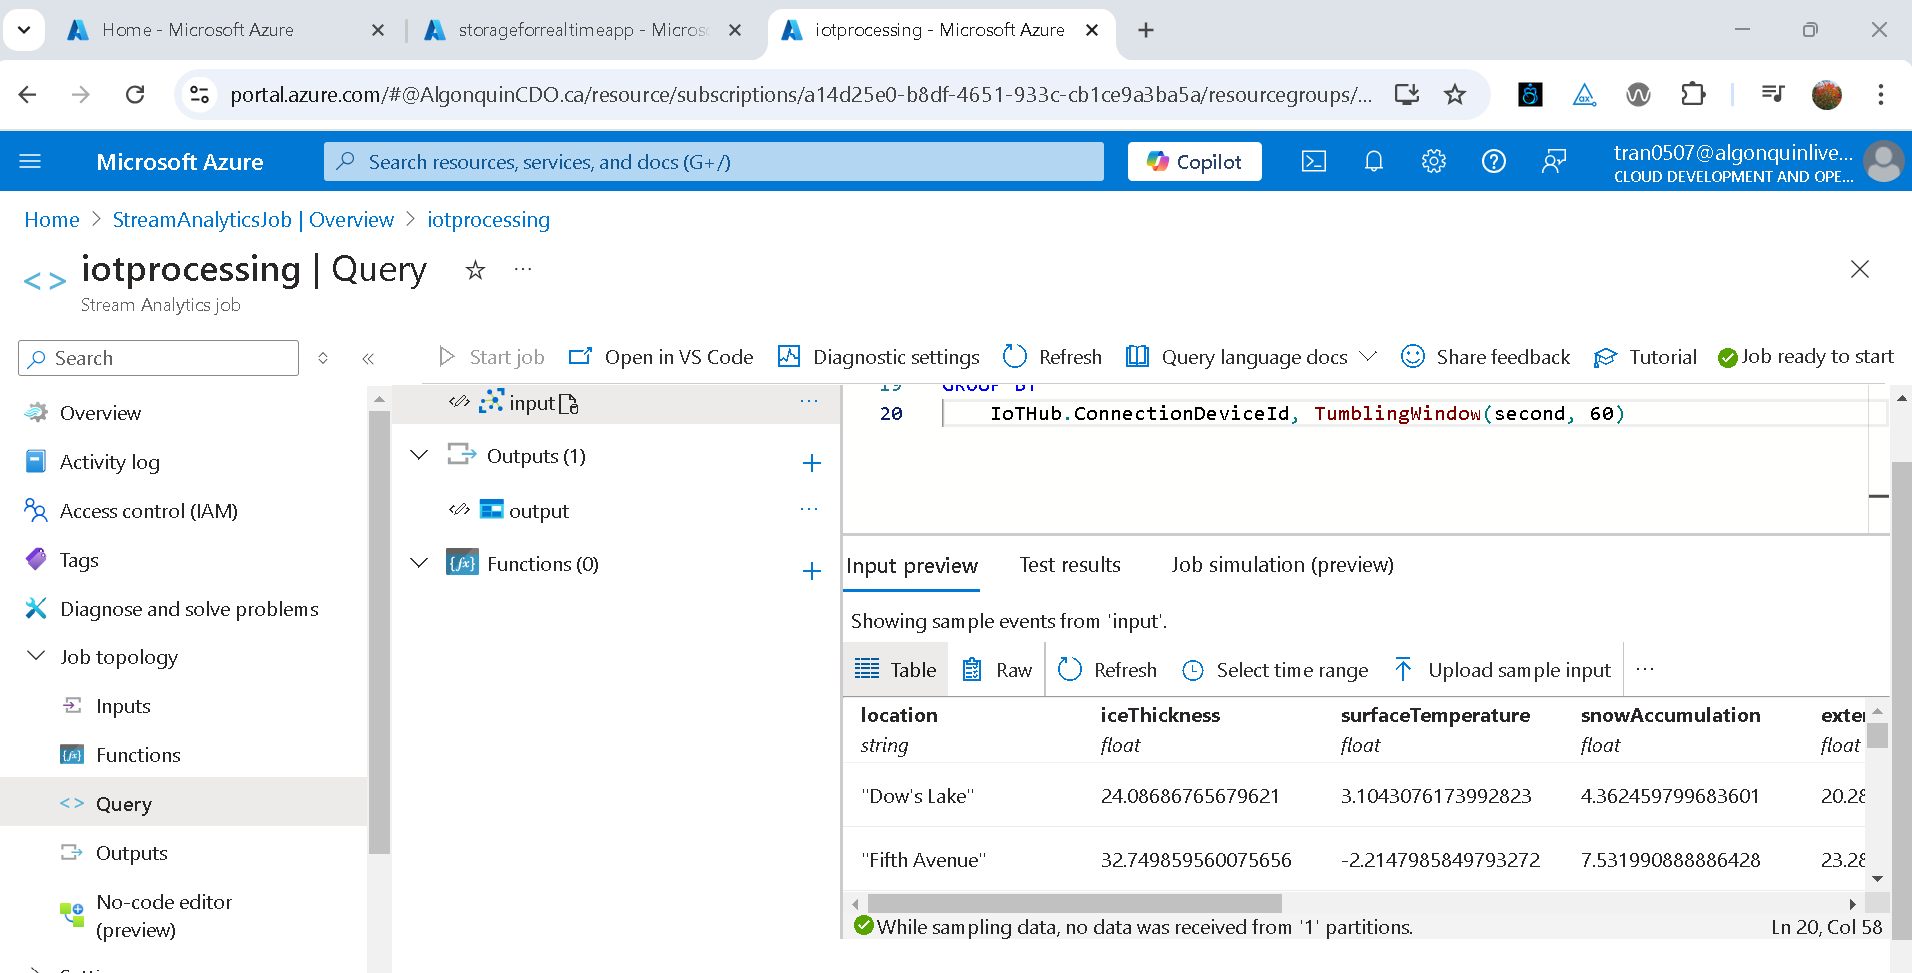 Home - Microsoft Azure
storageforrealtimeapp - Micros
iotprocessing - Microsoft Azure
portal.azure.com/#@AlgonquinCDO.ca/resource/subscriptions/a14d25e0-b8df-4651-933c-cb1ce9a3ba5a/resourcegroups/...
Microsoft Azure
Search resources, services, and docs (G+/)
Copilot
tran0507@algonquinlive...
CLOUD DEVELOPMENT AND OPE...
Home > StreamAnalyticsJob | Overview > iotprocessing
iotprocessing | Query
Stream Analytics job
Search
Start job
Open in VS Code
Diagnostic settings
Refresh
Query language docs
Share feedback
Tutorial
Job ready to start
Overview
Activity log
Access control (IAM)
Tags
Diagnose and solve problems
Job topology
Inputs
Functions
Query
Outputs
No-code editor
(preview)
input
Outputs (1)
output
Functions (0)
19 GROUP BY
20 IoTHub.ConnectionDeviceId, TumblingWindow(second, 60)
Input preview
Test results
Job simulation (preview)
Showing sample events from 'input'.
Table
Raw
Refresh
Select time range
Upload sample input
location iceThickness surfaceTemperature snowAccumulation exter
string float float float float
"Dow's Lake" 24.08686765679621 3.1043076173992823 4.362459799683601 20.28
"Fifth Avenue" 32.749859560075656 -2.2147985849793272 7.531990888886428 23.28
While sampling data, no data was received from '1' partitions.
Ln 20, Col 58